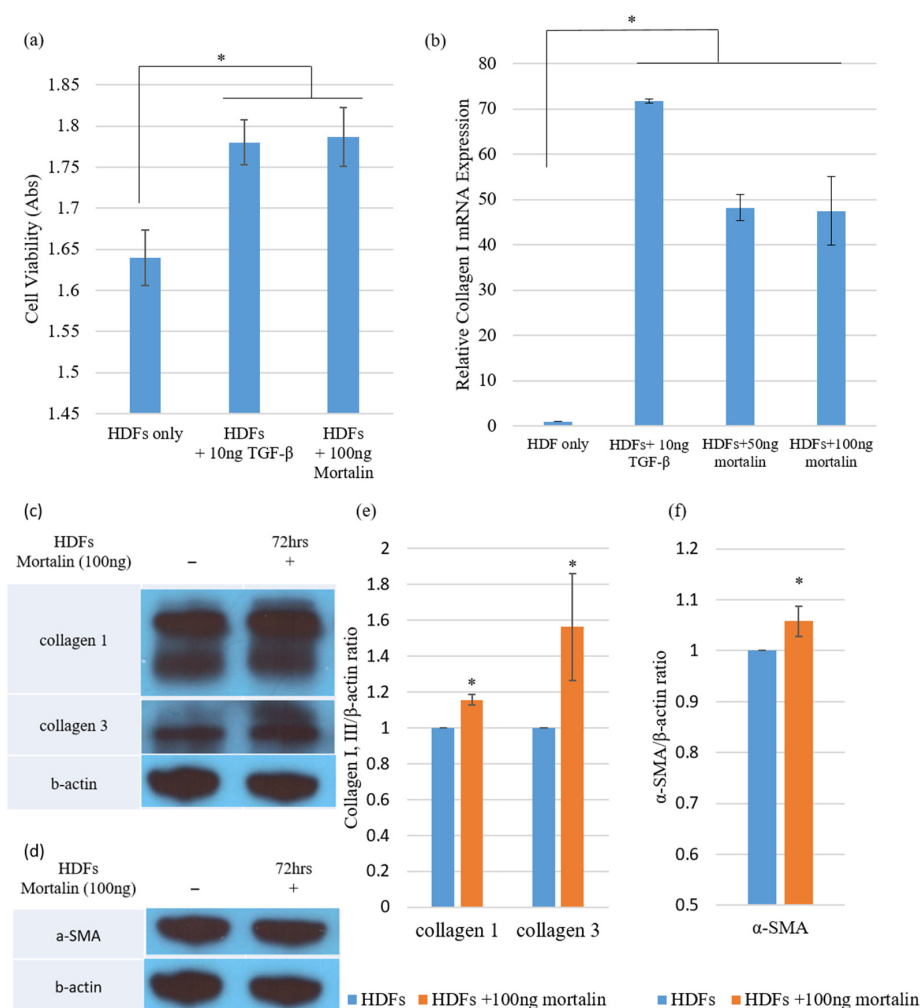 (a)
*
Cell Viability (Abs)
1.85
1.8
1.75
1.7
1.65
1.6
1.55
1.5
1.45
HDFs only
HDFs
+ 10ng TGF-β
HDFs
+ 100ng
Mortalin
(b)
*
Relative Collagen I mRNA Expression
80
70
60
50
40
30
20
10
0
HDF only
HDFs+ 10ng
TGF-β
HDFs+50ng
mortalin
HDFs+100ng
mortalin
(c)
HDFs 72hrs
Mortalin (100ng) – +
collagen 1
collagen 3
b-actin
(d)
HDFs 72hrs
Mortalin (100ng) – +
a-SMA
b-actin
(e)
Collagen I, III/β-actin ratio
2
1.8
1.6
1.4
1.2
1
0.8
0.6
0.4
0.2
0
*
*
collagen 1 collagen 3
HDFs HDFs +100ng mortalin
(f)
α-SMA/β-actin ratio
1.2
1.1
1
0.9
0.8
0.7
0.6
0.5
*
α-SMA
HDFs HDFs +100ng mortalin